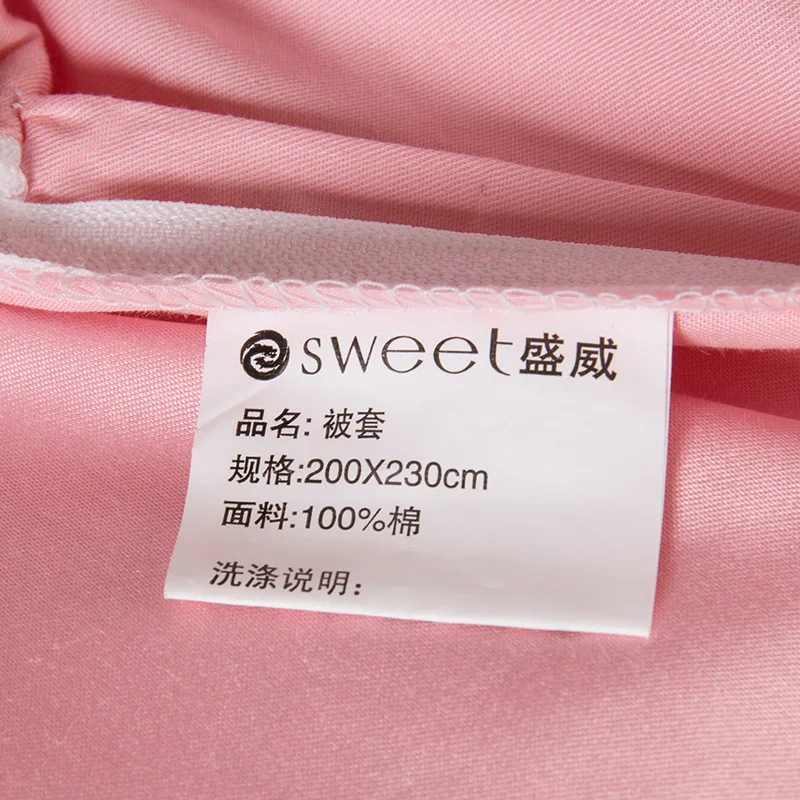 sweet盛威
品名: 被套
规格:200X230cm
面料:100%棉
洗涤说明: